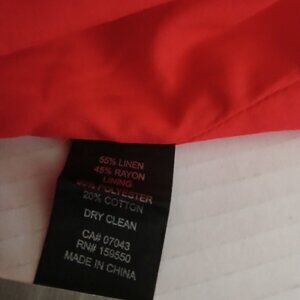 55% LINEN
45% RAYON
LINING
80% POLYESTER
20% COTTON
DRY CLEAN
CA# 07043
RN# 159550
MADE IN CHINA